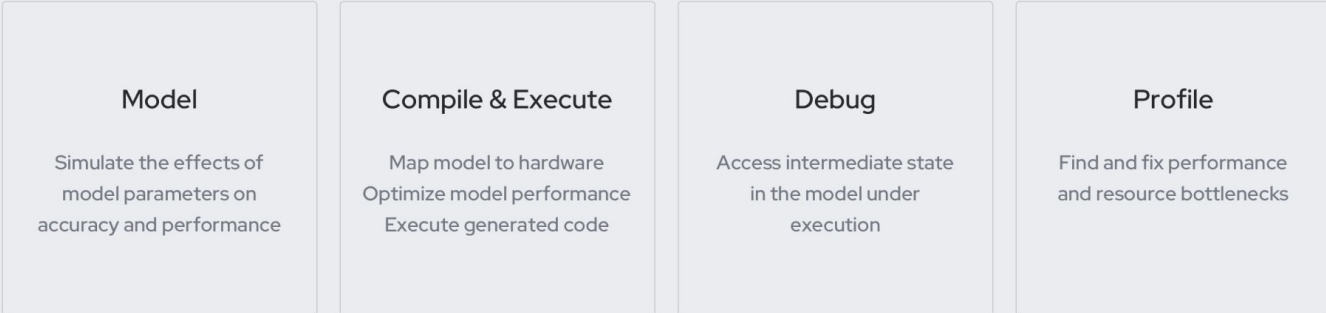 Model
Simulate the effects of
model parameters on
accuracy and performance
Compile & Execute
Map model to hardware
Optimize model performance
Execute generated code
Debug
Access intermediate state
in the model under
execution
Profile
Find and fix performance
and resource bottlenecks